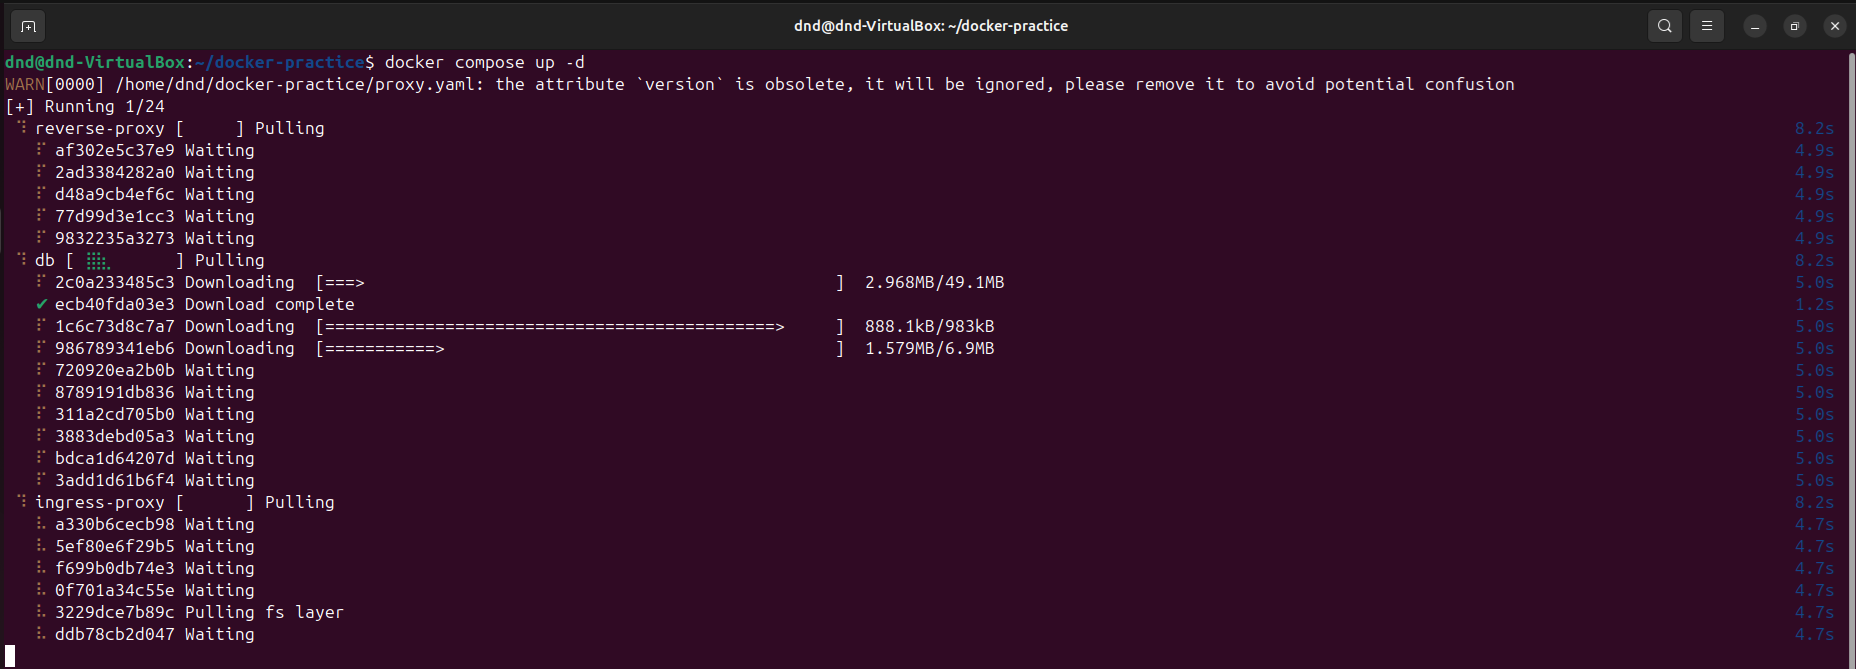 dnd@dnd-VirtualBox: ~/docker-practice
dnd@dnd-VirtualBox:~/docker-practice$ docker compose up -d
WARN[0000] /home/dnd/docker-practice/proxy.yaml: the attribute `version` is obsolete, it will be ignored, please remove it to avoid potential confusion
[+] Running 1/24
⠹ reverse-proxy [     ] Pulling 8.2s
⠏ af302e5c37e9 Waiting 4.9s
⠏ 2ad3384282a0 Waiting 4.9s
⠏ d48a9cb4ef6c Waiting 4.9s
⠏ 77d99d3e1cc3 Waiting 4.9s
⠏ 9832235a3273 Waiting 4.9s
⠹ db [ ⣿⣦      ] Pulling 8.2s
⠏ 2c0a233485c3 Downloading  [===>                                               ]  2.968MB/49.1MB 5.0s
✔ ecb40fda03e3 Download complete 1.2s
⠏ 1c6c73d8c7a7 Downloading  [=============================================>     ]  888.1kB/983kB 5.0s
⠏ 986789341eb6 Downloading  [===========>                                       ]  1.579MB/6.9MB 5.0s
⠏ 720920ea2b0b Waiting 5.0s
⠏ 8789191db836 Waiting 5.0s
⠏ 311a2cd705b0 Waiting 5.0s
⠏ 3883debd05a3 Waiting 5.0s
⠏ bdca1d64207d Waiting 5.0s
⠏ 3add1d61b6f4 Waiting 5.0s
⠹ ingress-proxy [      ] Pulling 8.2s
⠧ a330b6cecb98 Waiting 4.7s
⠧ 5ef80e6f29b5 Waiting 4.7s
⠧ f699b0db74e3 Waiting 4.7s
⠧ 0f701a34c55e Waiting 4.7s
⠧ 3229dce7b89c Pulling fs layer 4.7s
⠧ ddb78cb2d047 Waiting 4.7s